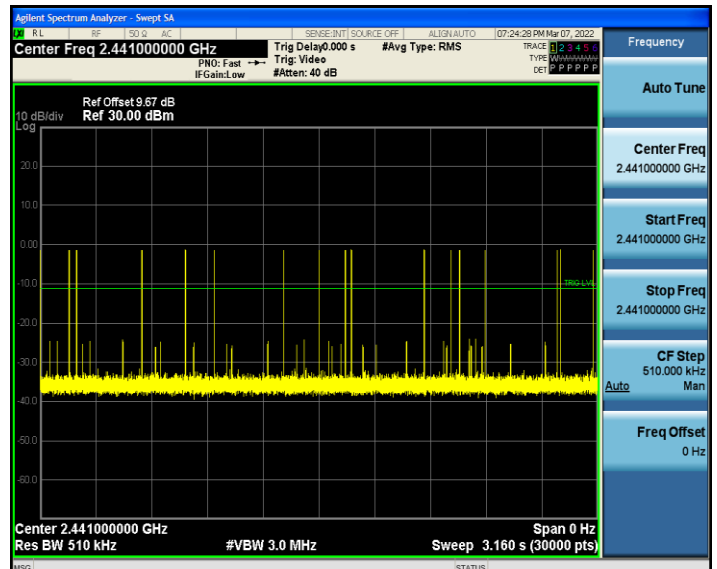 Agilent Spectrum Analyzer - Swept SA
RL RF 50 Ω AC SENSE:INT SOURCE OFF ALIGNAUTO 07:24:28 PM Mar 07, 2022
Center Freq 2.441000000 GHz
PNO: Fast
IFGain:Low
Trig Delay0.000 s
Trig: Video
#Atten: 40 dB
#Avg Type: RMS
TRACE 1 2 3 4 5 6
TYPE
DET P P P P P P
Ref Offset 9.67 dB
10 dB/div Ref 30.00 dBm
Log
20.0
10.0
0.00
-10.0
TRIG LVL
-20.0
-30.0
-40.0
-50.0
-60.0
Center 2.441000000 GHz Span 0 Hz
Res BW 510 kHz #VBW 3.0 MHz Sweep 3.160 s (30000 pts)
MSG STATUS
Frequency
Auto Tune
Center Freq
2.441000000 GHz
Start Freq
2.441000000 GHz
Stop Freq
2.441000000 GHz
CF Step
510.000 kHz
Auto Man
Freq Offset
0 Hz